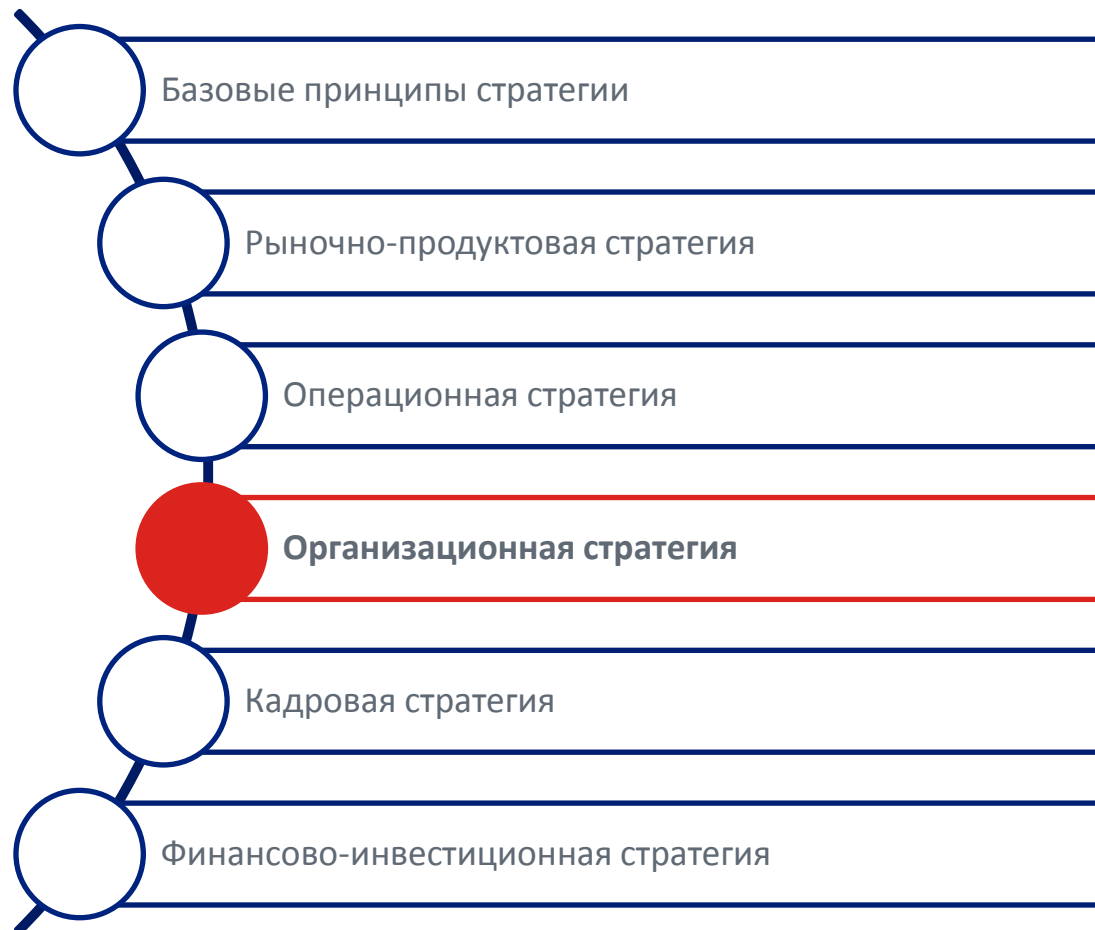 Базовые принципы стратегии
Рыночно-продуктовая стратегия
Операционная стратегия
Организационная стратегия
Кадровая стратегия
Финансово-инвестиционная стратегия